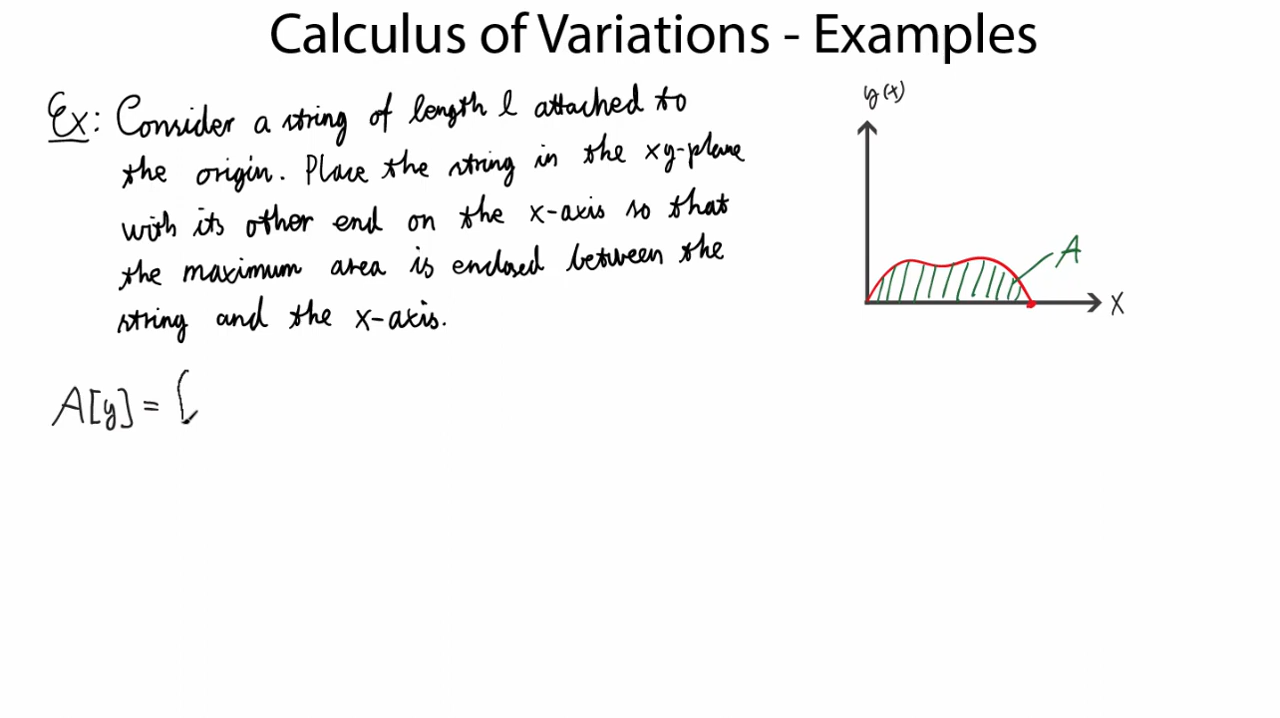 Calculus of Variations - Examples
Ex: Consider a string of length l attached to
the origin. Place the string in the xy-plane
with its other end on the x-axis so that
the maximum area is enclosed between the
string and the x-axis.
y(x)
A
X
A[y] = ∫